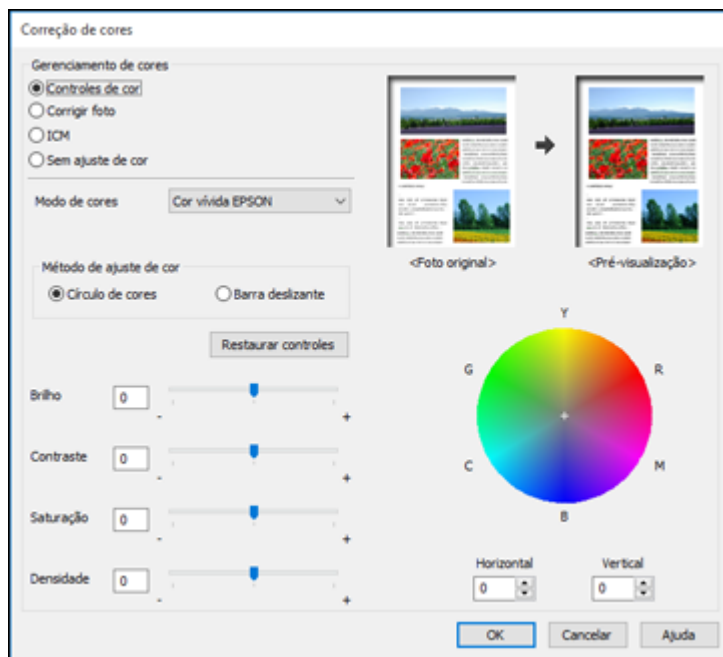 Correção de cores
Gerenciamento de cores
Controles de cor
Corrigir foto
ICM
Sem ajuste de cor
Modo de cores
Cor vívida EPSON
<Foto original>
<Pré-visualização>
Método de ajuste de cor
Círculo de cores
Barra deslizante
Restaurar controles
Brilho
0
-
+
Contraste
0
-
+
Saturação
0
-
+
Densidade
0
-
+
Y
G
R
C
M
B
Horizontal
Vertical
0
0
OK
Cancelar
Ajuda